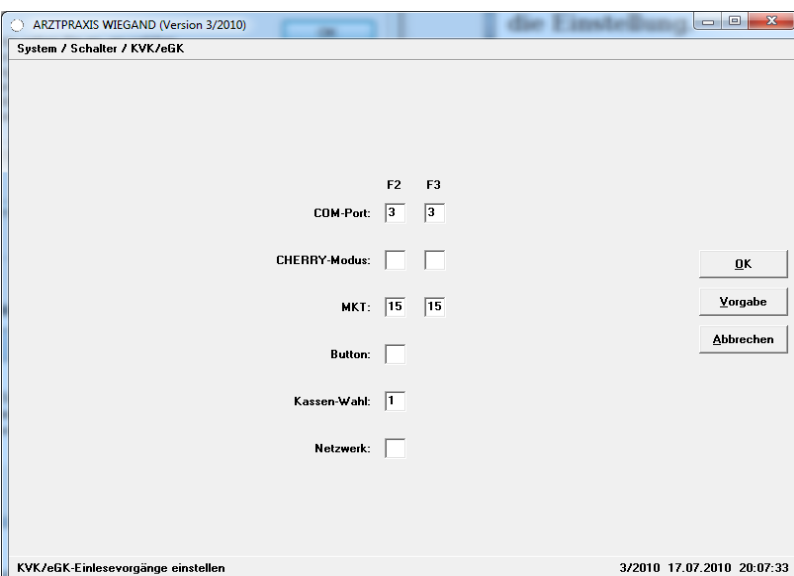 ARZTPRAXIS WIEGAND (Version 3/2010)
die Einstellung.
System / Schalter / KVK/eGK
F2 F3
COM-Port: 3 3
CHERRY-Modus:
MKT: 15 15
Button:
Kassen-Wahl: 1
Netzwerk:
OK
Vorgabe
Abbrechen
KVK/eGK-Einlesevorgänge einstellen 3/2010 17.07.2010 20:07:33